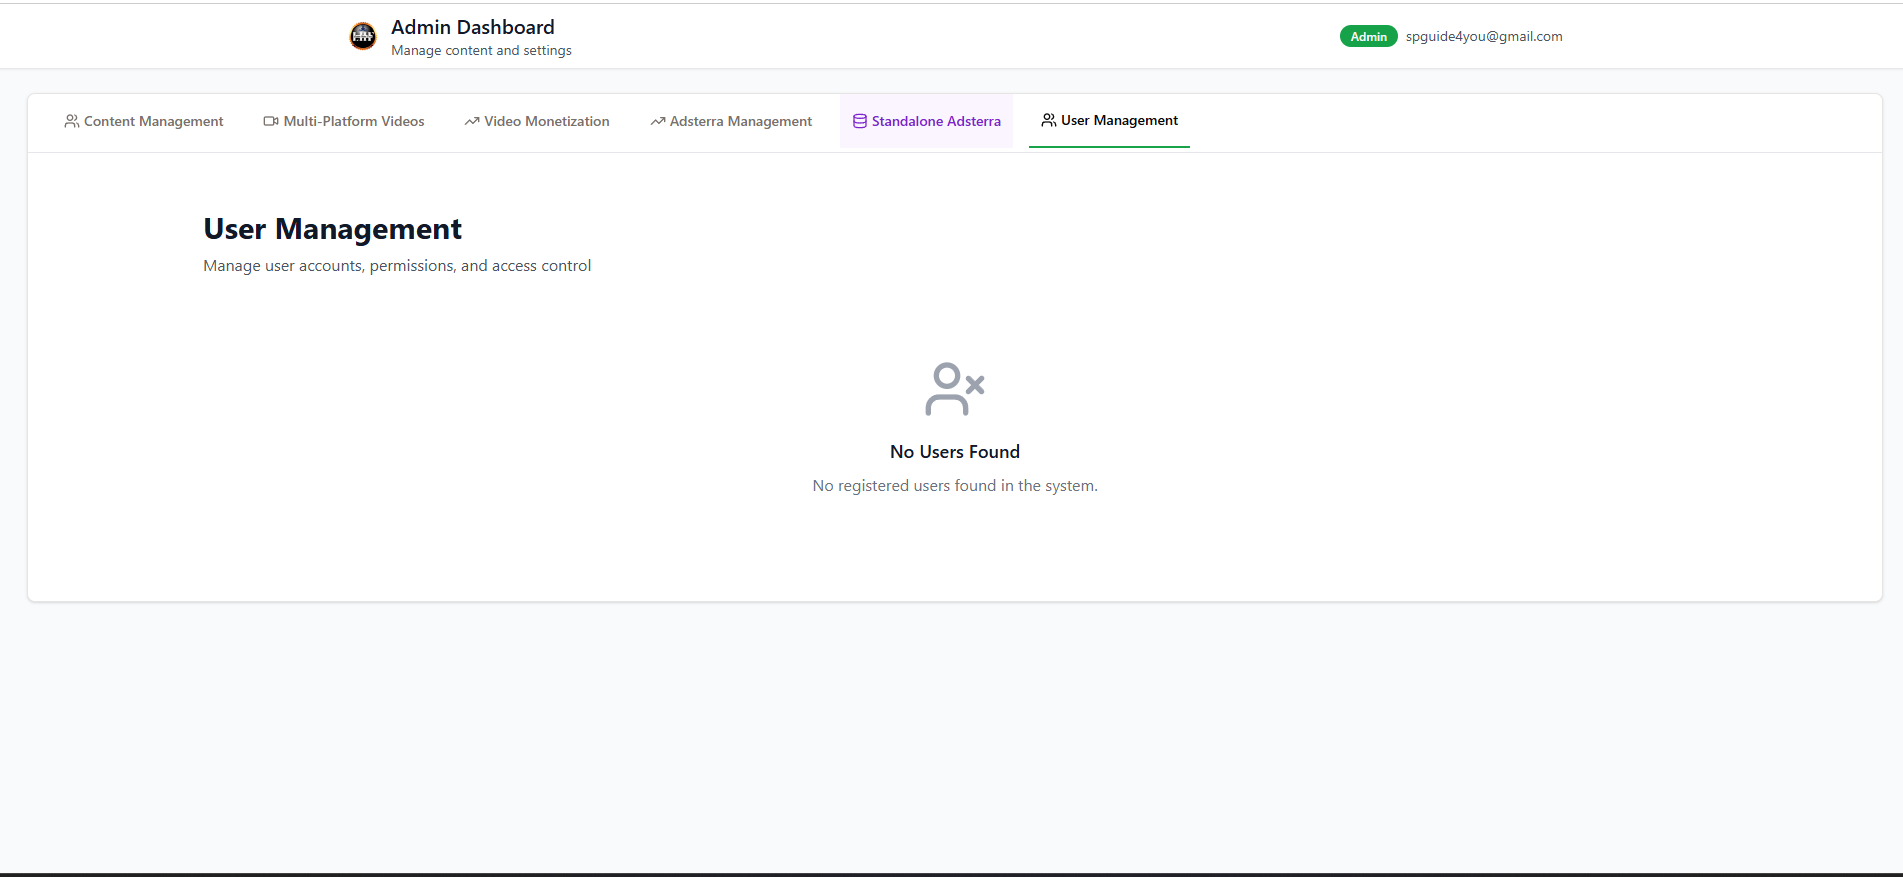 Admin Dashboard
Manage content and settings
Admin spguide4you@gmail.com
Content Management Multi-Platform Videos Video Monetization Adsterra Management Standalone Adsterra User Management
User Management
Manage user accounts, permissions, and access control
No Users Found
No registered users found in the system.